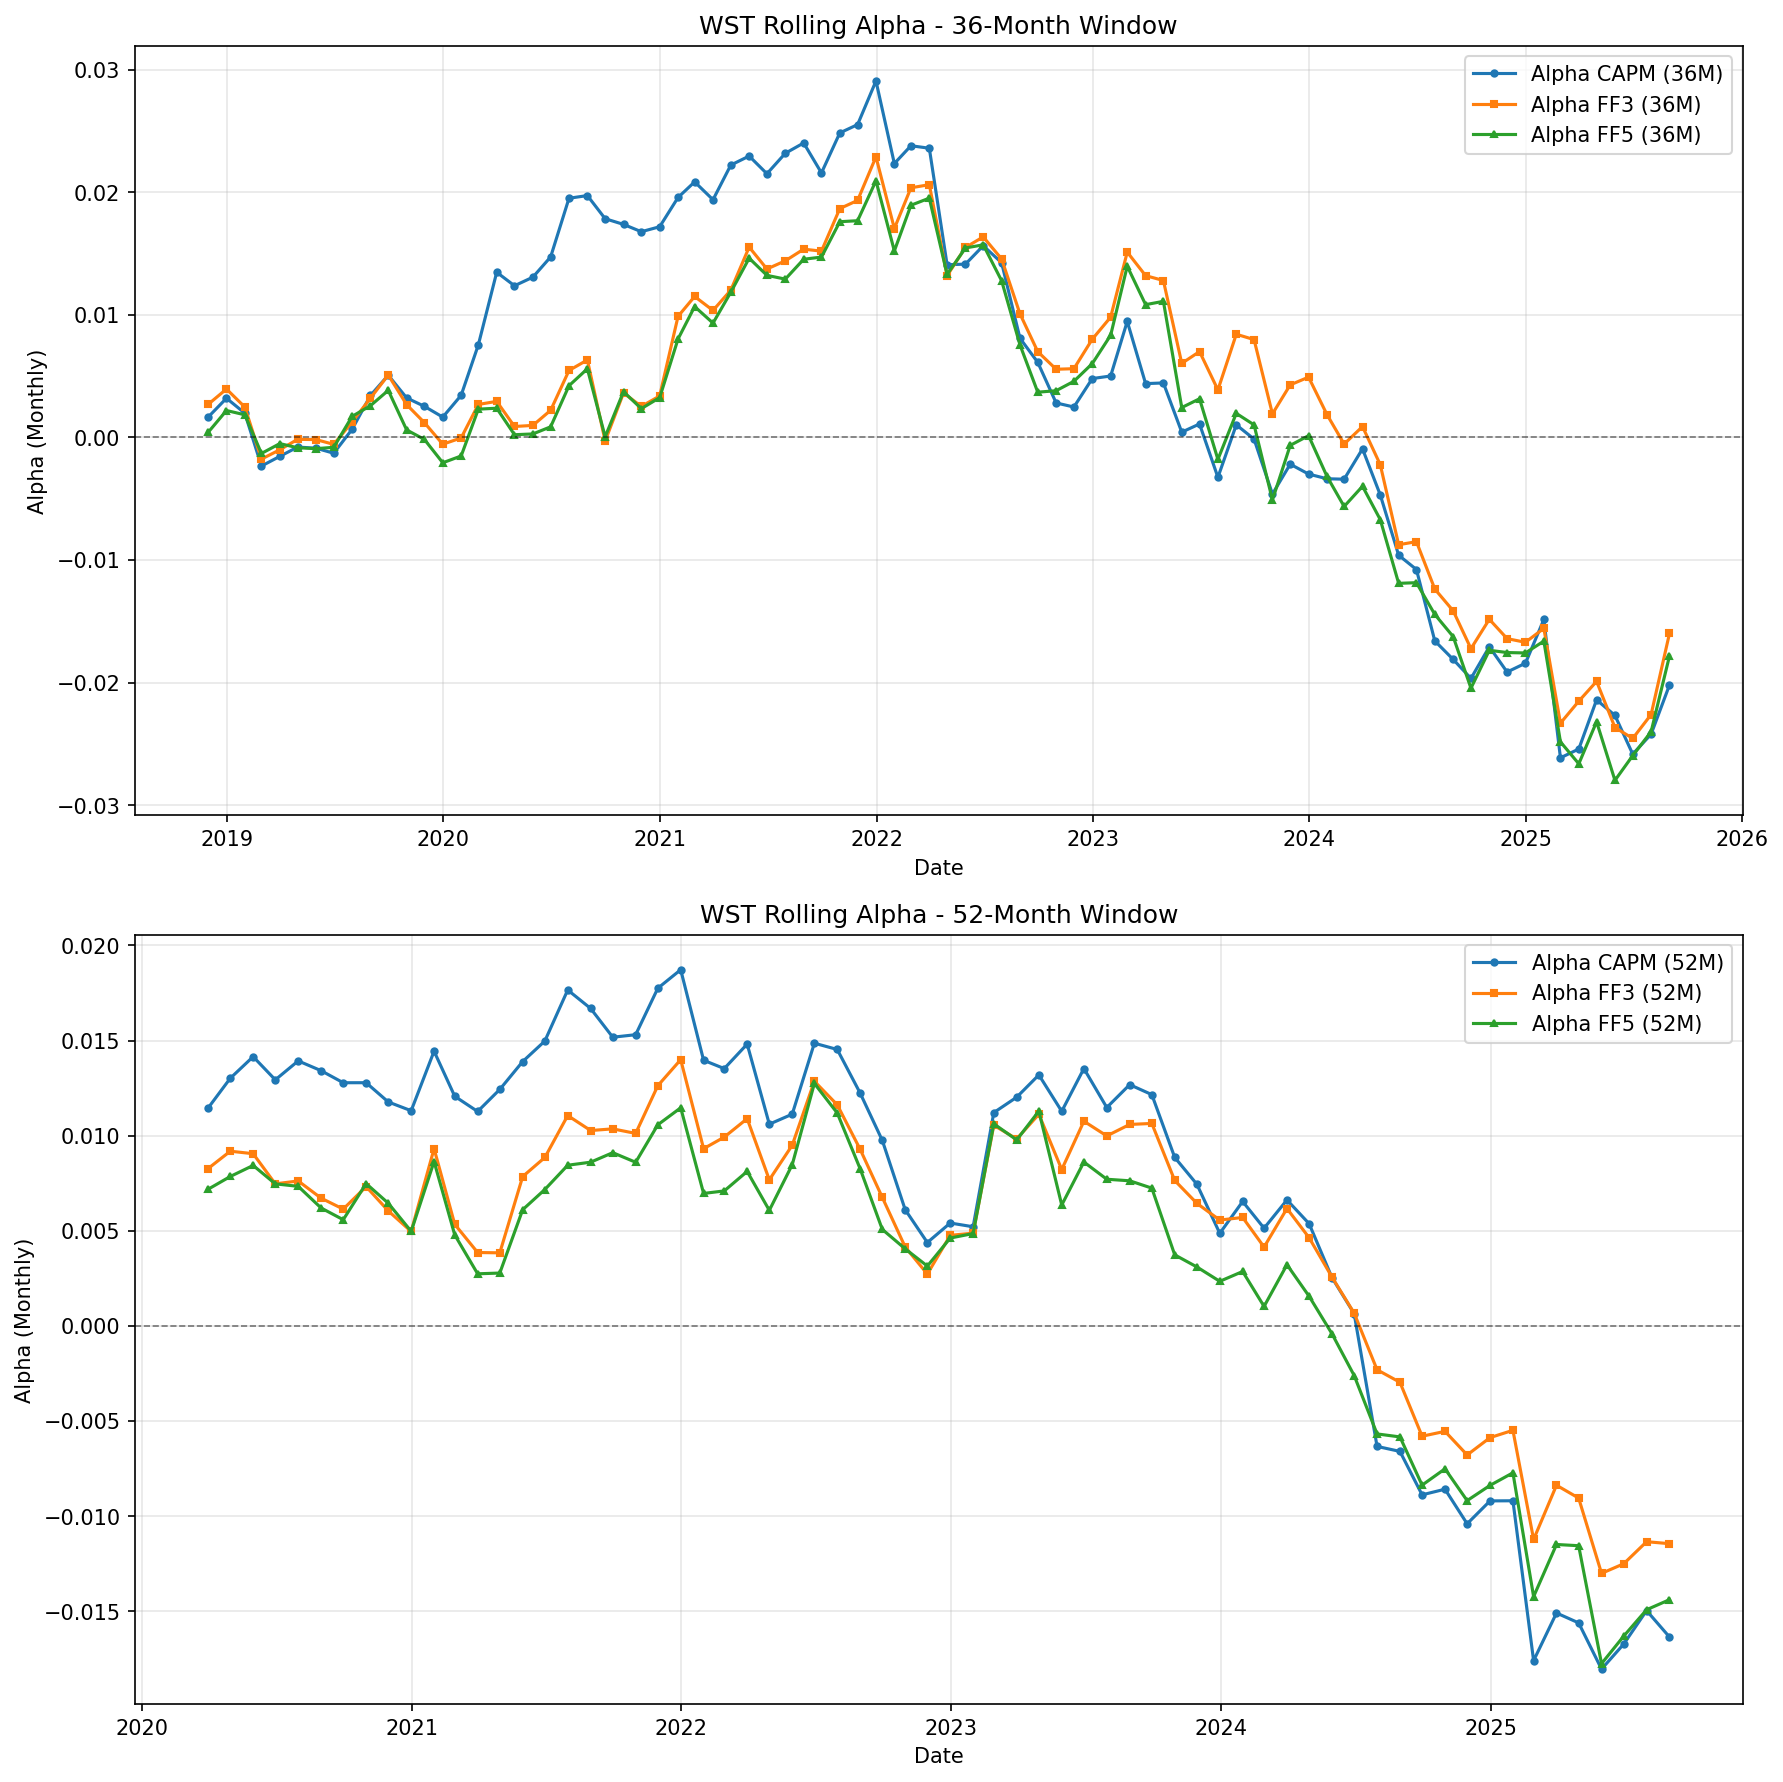 WST Rolling Alpha - 36-Month Window
Alpha CAPM (36M)
Alpha FF3 (36M)
Alpha FF5 (36M)
Alpha (Monthly)
0.03
0.02
0.01
0.00
−0.01
−0.02
−0.03
2019 2020 2021 2022 2023 2024 2025 2026
Date
WST Rolling Alpha - 52-Month Window
Alpha CAPM (52M)
Alpha FF3 (52M)
Alpha FF5 (52M)
Alpha (Monthly)
0.020
0.015
0.010
0.005
0.000
−0.005
−0.010
−0.015
2020 2021 2022 2023 2024 2025
Date